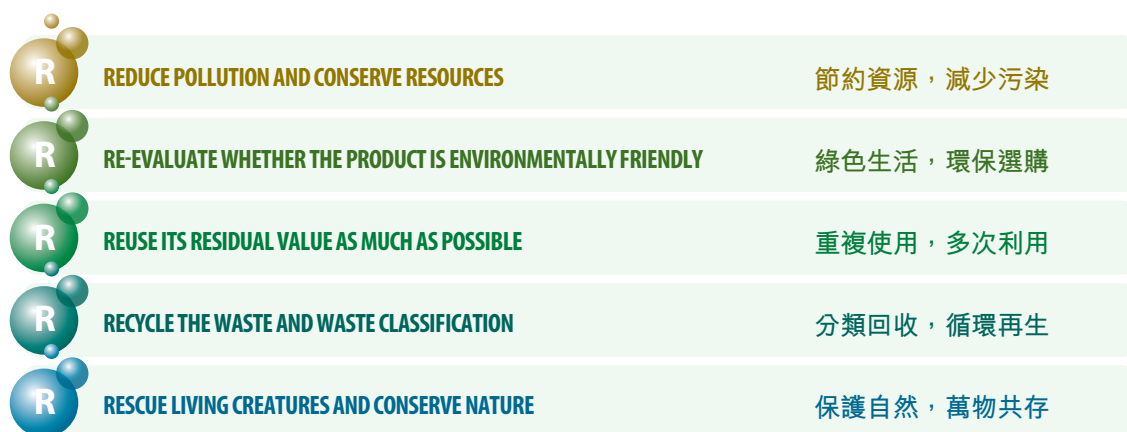 R REDUCE POLLUTION AND CONSERVE RESOURCES 節約資源，減少污染
R RE-EVALUATE WHETHER THE PRODUCT IS ENVIRONMENTALLY FRIENDLY 綠色生活，環保選購
R REUSE ITS RESIDUAL VALUE AS MUCH AS POSSIBLE 重複使用，多次利用
R RECYCLE THE WASTE AND WASTE CLASSIFICATION 分類回收，循環再生
R RESCUE LIVING CREATURES AND CONSERVE NATURE 保護自然，萬物共存